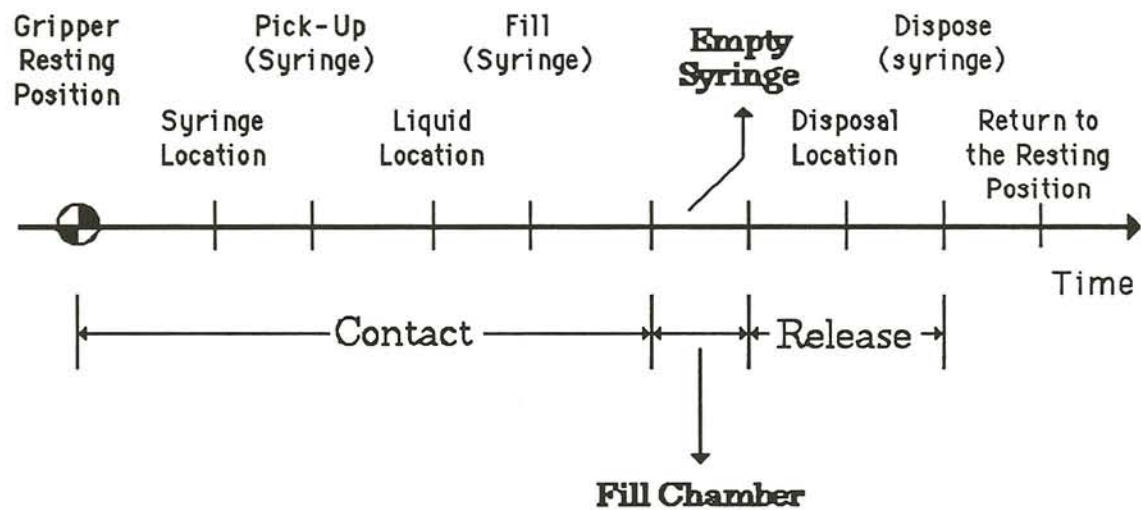 Gripper
Resting
Position
Pick-Up
(Syringe)
Fill
(Syringe)
Empty
Syringe
Dispose
(syringe)
Syringe
Location
Liquid
Location
Disposal
Location
Return to
the Resting
Position
Time
Contact
Release
Fill Chamber